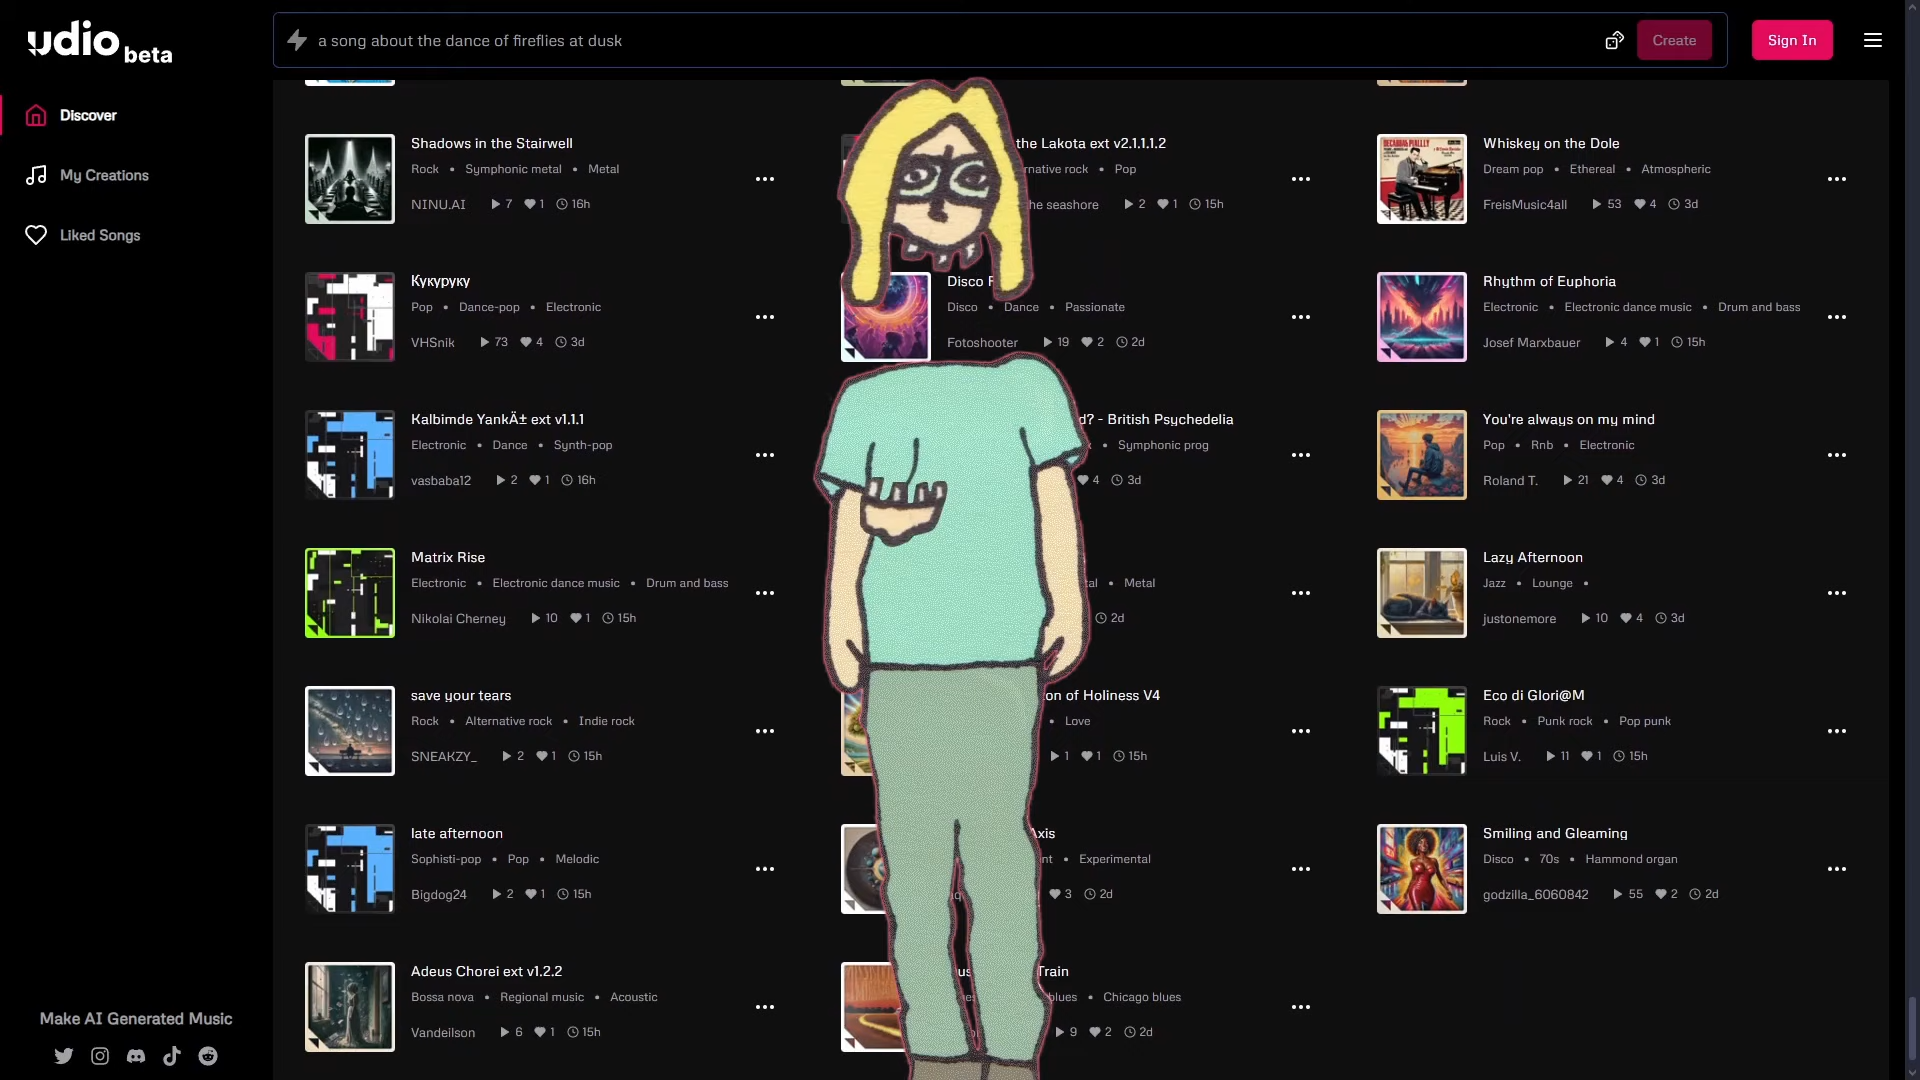 udio beta
a song about the dance of fireflies at dusk
Create
Sign In
Discover
My Creations
Liked Songs
Make AI Generated Music
Shadows in the Stairwell
Rock • Symphonic metal • Metal
NINU.AI 7 1 16h
the Lakota ext v2.1.1.1.2
• Pop
the seashore 2 1 15h
Whiskey on the Dole
Dream pop • Ethereal • Atmospheric
FreisMusic4all 53 4 3d
Кукуруку
Pop • Dance-pop • Electronic
VHSnik 73 4 3d
Disco
Disco • Dance • Passionate
Fotoshooter 19 2 2d
Rhythm of Euphoria
Electronic • Electronic dance music • Drum and bass
Josef Marxbauer 4 1 15h
Kalbimde YankÄ± ext v1.1.1
Electronic • Dance • Synth-pop
vasbaba12 2 1 16h
d? - British Psychedelia
• Symphonic prog
4 3d
You're always on my mind
Pop • Rnb • Electronic
Roland T. 21 4 3d
Matrix Rise
Electronic • Electronic dance music • Drum and bass
Nikolai Cherney 10 1 15h
• Metal
2d
Lazy Afternoon
Jazz • Lounge •
justonemore 10 4 3d
save your tears
Rock • Alternative rock • Indie rock
SNEAKZY_ 2 1 15h
on of Holiness V4
• Love
1 1 15h
Eco di Glori@M
Rock • Punk rock • Pop punk
Luis V. 11 1 15h
late afternoon
Sophisti-pop • Pop • Melodic
Bigdog24 2 1 15h
Axis
• Experimental
3 2d
Smiling and Gleaming
Disco • 70s • Hammond organ
godzilla_6060842 55 2 2d
Adeus Chorei ext v1.2.2
Bossa nova • Regional music • Acoustic
Vandeilson 6 1 15h
Train
blues • Chicago blues
9 2 2d